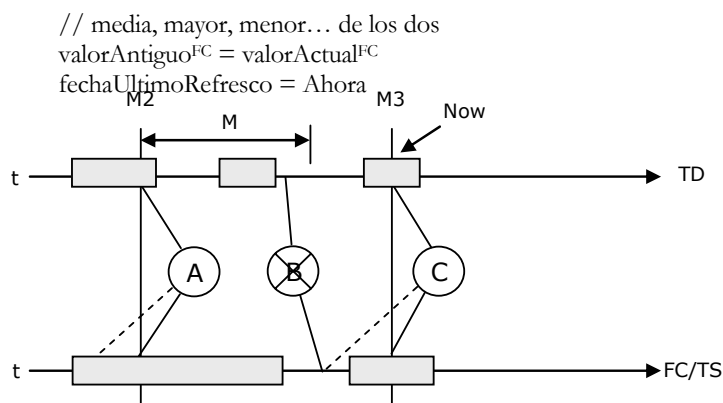 // media, mayor, menor… de los dos
valorAntiguoFC = valorActualFC
fechaUltimoRefresco = Ahora
M2
M3
M
Now
t
TD
A
B
C
t
FC/TS